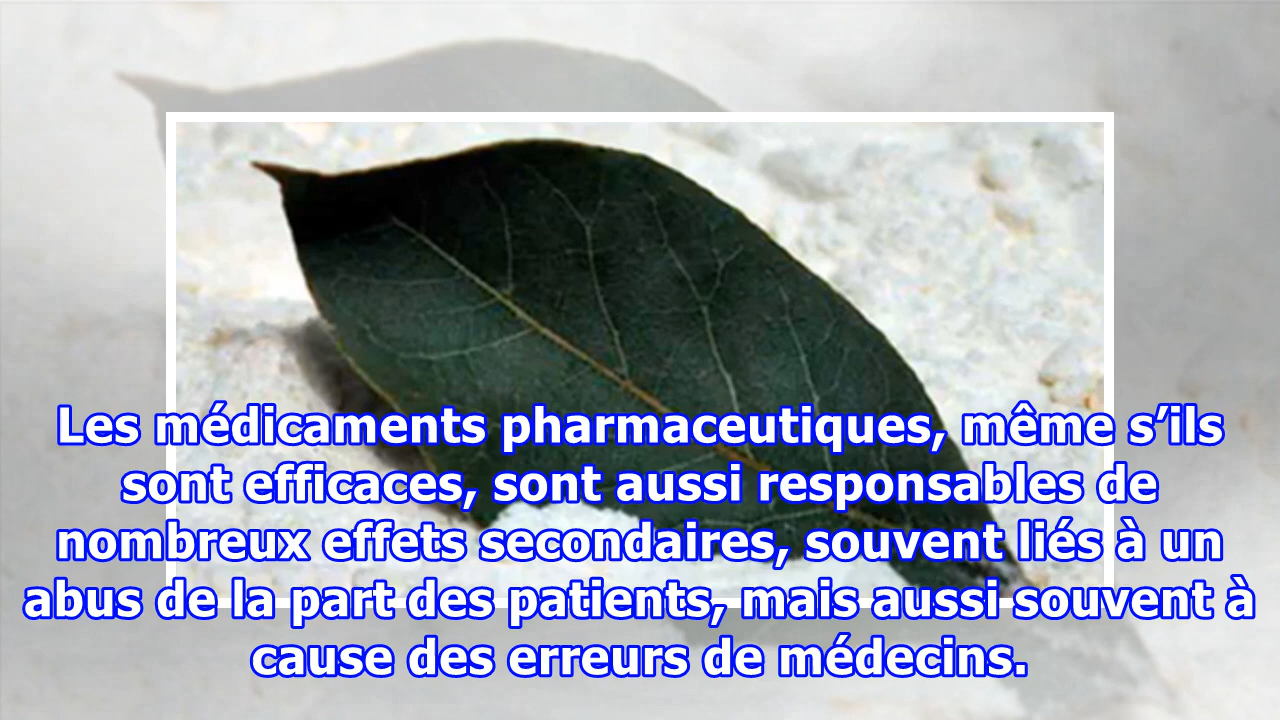 Les médicaments pharmaceutiques, même s’ils
sont efficaces, sont aussi responsables de
nombreux effets secondaires, souvent liés à un
abus de la part des patients, mais aussi souvent à
cause des erreurs de médecins.